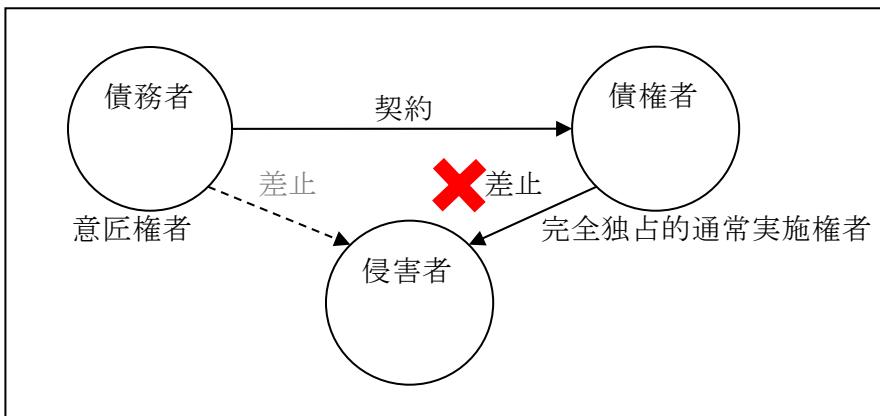 債務者
債権者
契約
差止
差止
意匠権者
完全独占的通常実施権者
侵害者